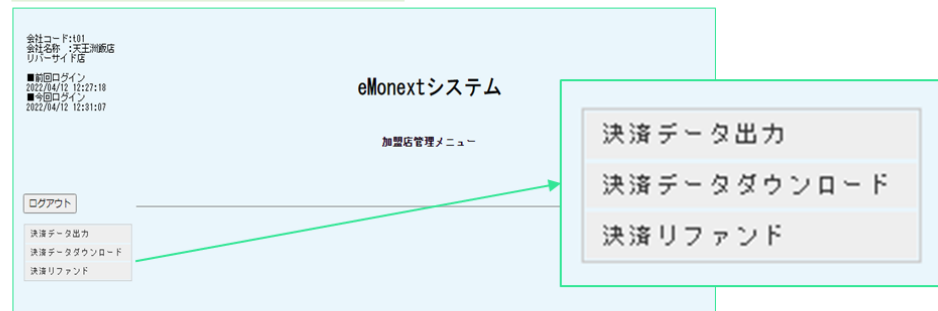 会社コード:t01
会社名称 :天王洲飯店
リバーサイド店
■前回ログイン
2022/04/12 12:27:18
■今回ログイン
2022/04/12 12:31:07
eMonextシステム
加盟店管理メニュー
ログアウト
決済データ出力
決済データダウンロード
決済リファンド
決済データ出力
決済データダウンロード
決済リファンド